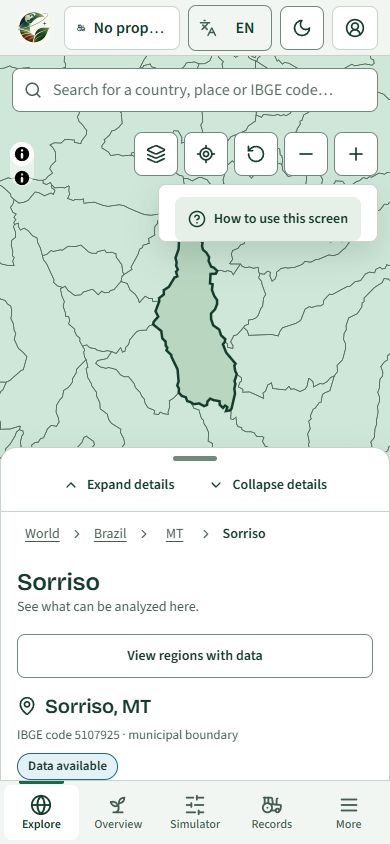 No prop…
EN
Search for a country, place or IBGE code…
How to use this screen
Expand details
Collapse details
World
Brazil
MT
Sorriso
Sorriso
See what can be analyzed here.
View regions with data
Sorriso, MT
IBGE code 5107925 · municipal boundary
Data available
Explore
Overview
Simulator
Records
More